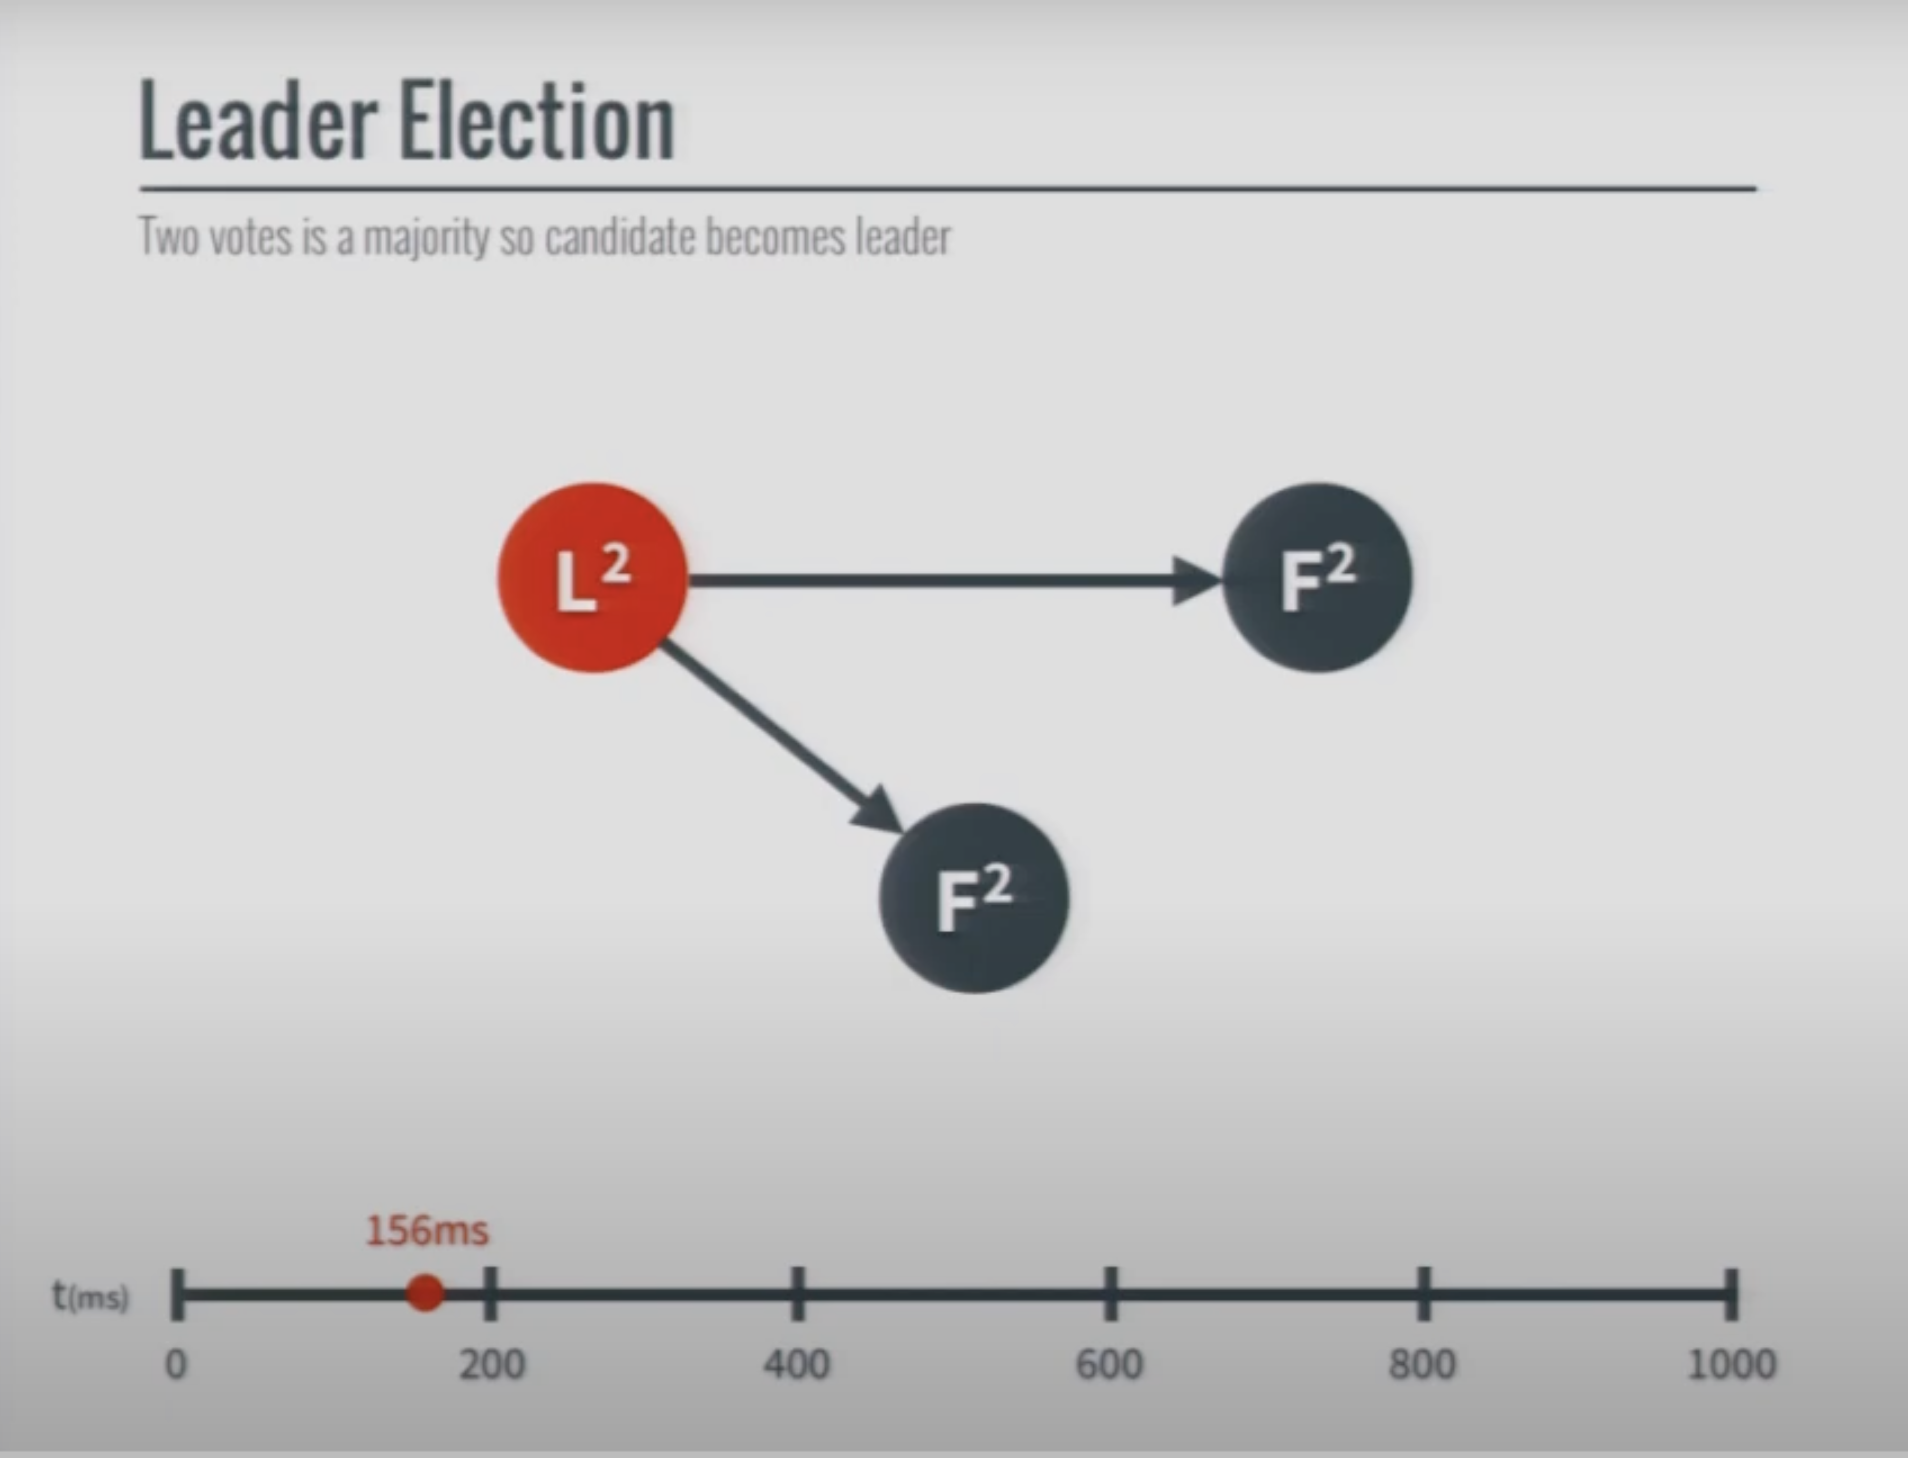 Leader Election
Two votes is a majority so candidate becomes leader
L²
F²
F²
156ms
t(ms)
0 200 400 600 800 1000